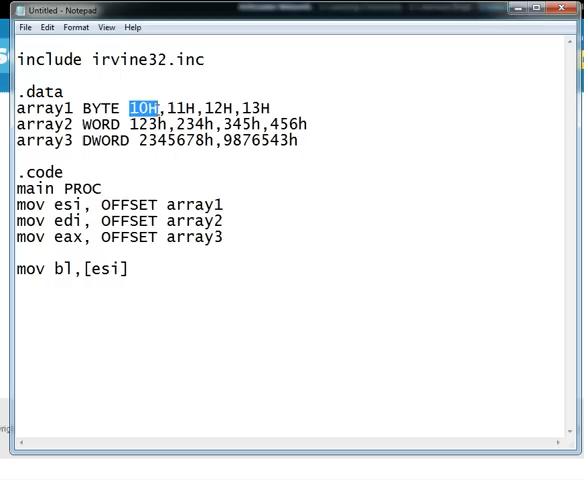 Untitled - Notepad
File Edit Format View Help
include irvine32.inc
.data
array1 BYTE 10H,11H,12H,13H
array2 WORD 123h,234h,345h,456h
array3 DWORD 2345678h,9876543h
.code
main PROC
mov esi, OFFSET array1
mov edi, OFFSET array2
mov eax, OFFSET array3
mov bl,[esi]